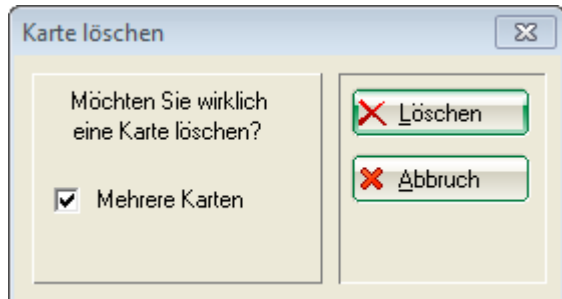 Karte löschen
Möchten Sie wirklich
eine Karte löschen?
Mehrere Karten
Löschen
Abbruch